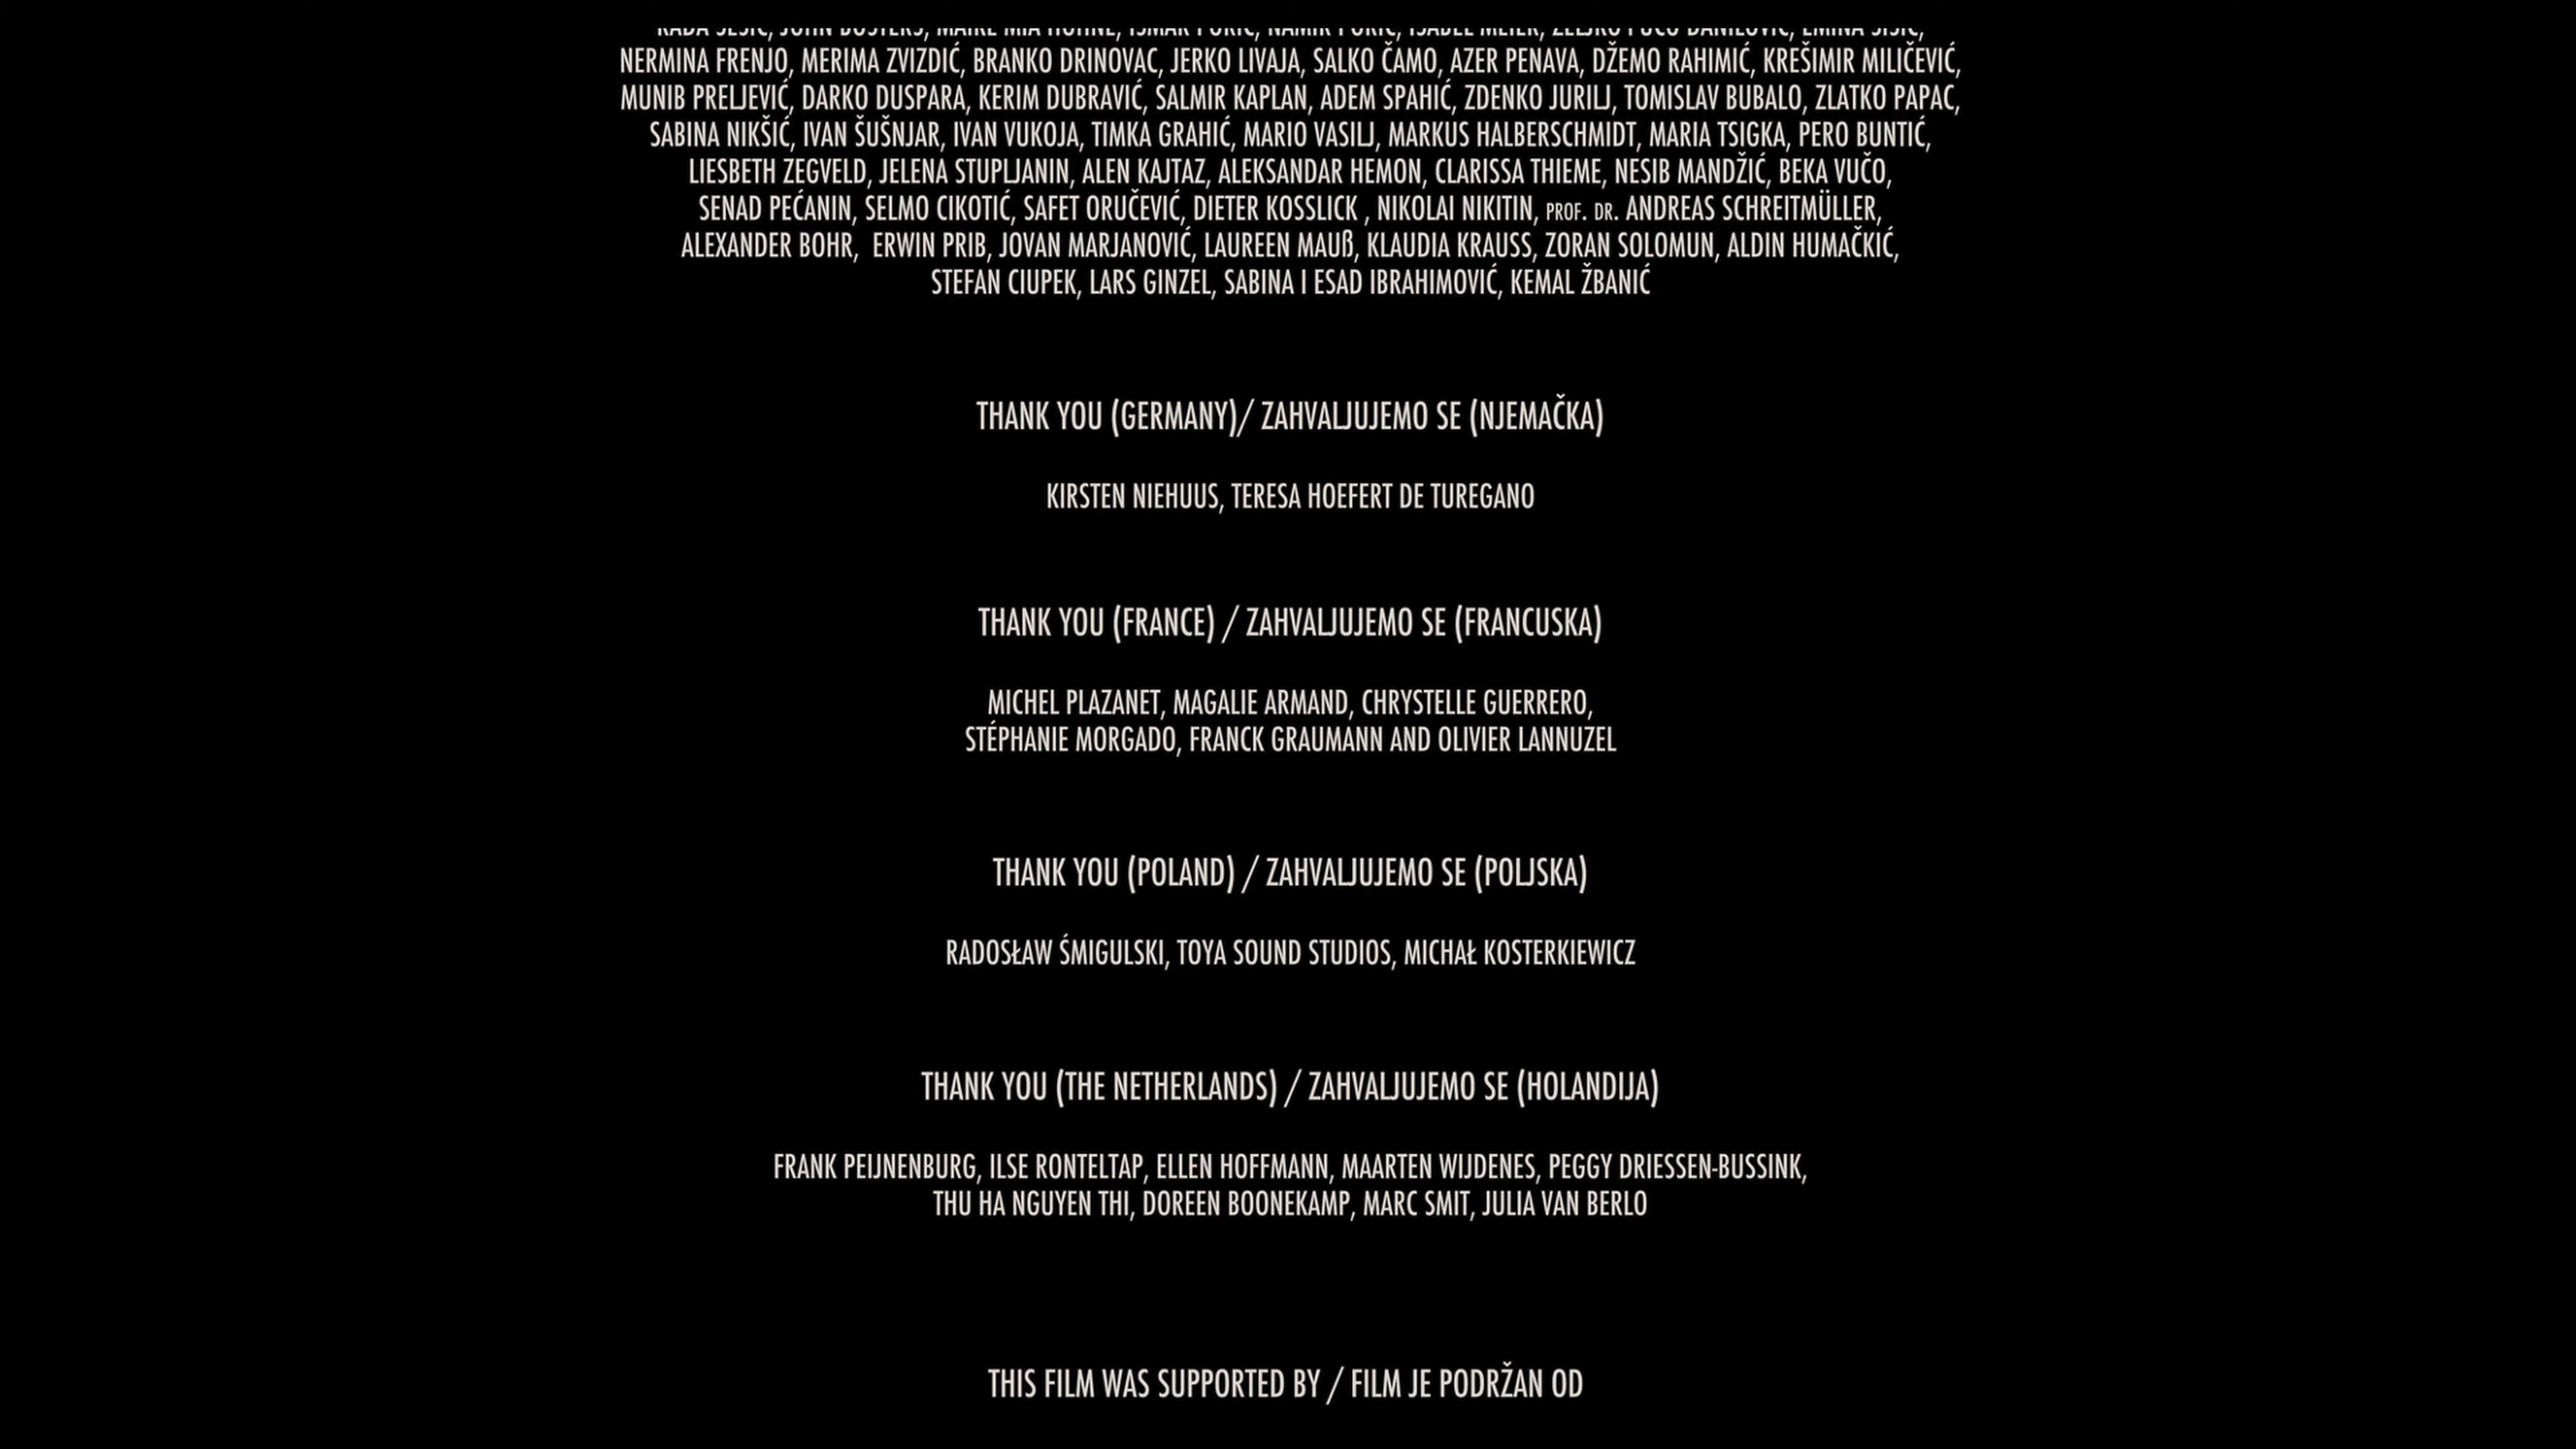 NERMINA FRENJO, MERIMA ZVIZDIĆ, BRANKO DRINOVAC, JERKO LIVAJA, SALKO ČAMO, AZER PENAVA, DŽEMO RAHIMIĆ, KREŠIMIR MILIČEVIĆ,
MUNIB PRELJEVIĆ, DARKO DUSPARA, KERIM DUBRAVIĆ, SALMIR KAPLAN, ADEM SPAHIĆ, ZDENKO JURILJ, TOMISLAV BUBALO, ZLATKO PAPAC,
SABINA NIKŠIĆ, IVAN ŠUŠNJAR, IVAN VUKOJA, TIMKA GRAHIĆ, MARIO VASILJ, MARKUS HALBERSCHMIDT, MARIA TSIGKA, PERO BUNTIĆ,
LIESBETH ZEGVELD, JELENA STUPLJANIN, ALEN KAJTAZ, ALEKSANDAR HEMON, CLARISSA THIEME, NESIB MANDŽIĆ, BEKA VUČO,
SENAD PEĆANIN, SELMO CIKOTIĆ, SAFET ORUČEVIĆ, DIETER KOSSLICK , NIKOLAI NIKITIN, PROF. DR. ANDREAS SCHREITMÜLLER,
ALEXANDER BOHR, ERWIN PRIB, JOVAN MARJANOVIĆ, LAUREEN MAUß, KLAUDIA KRAUSS, ZORAN SOLOMUN, ALDIN HUMAČKIĆ,
STEFAN CIUPEK, LARS GINZEL, SABINA I ESAD IBRAHIMOVIĆ, KEMAL ŽBANIĆ
THANK YOU (GERMANY)/ ZAHVALJUJEMO SE (NJEMAČKA)
KIRSTEN NIEHUUS, TERESA HOEFERT DE TUREGANO
THANK YOU (FRANCE) / ZAHVALJUJEMO SE (FRANCUSKA)
MICHEL PLAZANET, MAGALIE ARMAND, CHRYSTELLE GUERRERO,
STÉPHANIE MORGADO, FRANCK GRAUMANN AND OLIVIER LANNUZEL
THANK YOU (POLAND) / ZAHVALJUJEMO SE (POLJSKA)
RADOSŁAW ŚMIGULSKI, TOYA SOUND STUDIOS, MICHAŁ KOSTERKIEWICZ
THANK YOU (THE NETHERLANDS) / ZAHVALJUJEMO SE (HOLANDIJA)
FRANK PEIJNENBURG, ILSE RONTELTAP, ELLEN HOFFMANN, MAARTEN WIJDENES, PEGGY DRIESSEN-BUSSINK,
THU HA NGUYEN THI, DOREEN BOONEKAMP, MARC SMIT, JULIA VAN BERLO
THIS FILM WAS SUPPORTED BY / FILM JE PODRŽAN OD